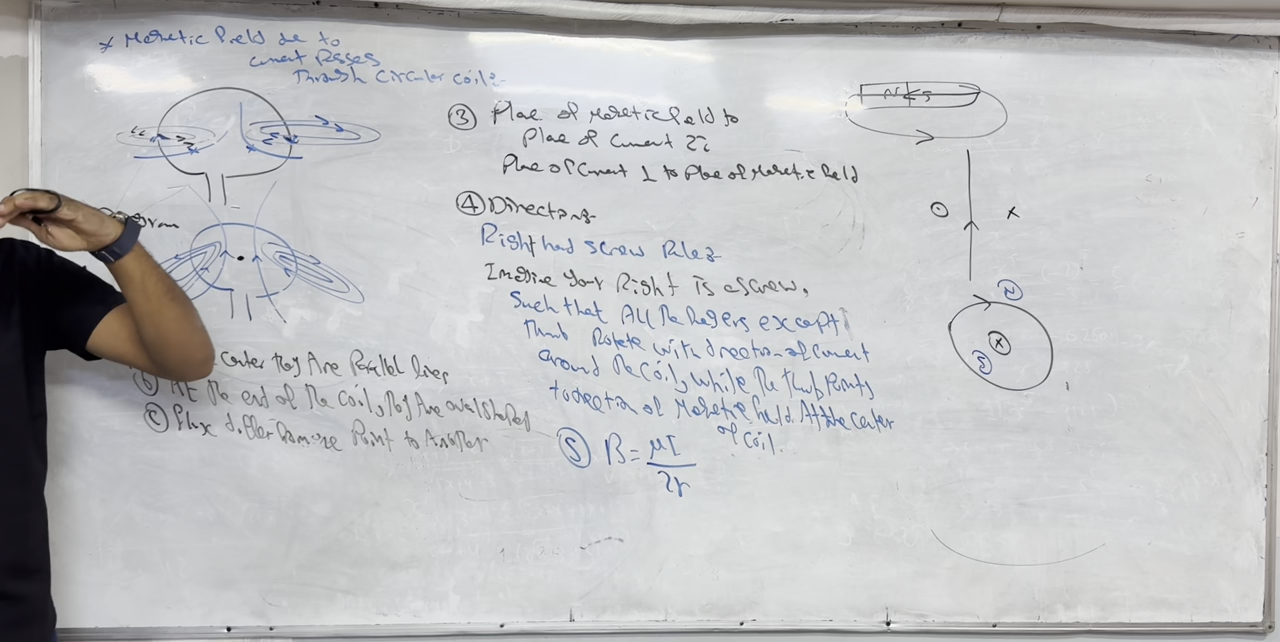 * Magnetic Field due to
current Passes
Through Circular Coil:-
Diagram
center They Are Parallel lines
(b) At The end of The Coil, They Are oval shaped
(c) Flux differ from one Point to Another
③ Plane of Magnetic field to
Plane of Current
Plane of Current ⊥ to Plane of Magnetic field
④ Direction:-
Right hand screw Rule:-
Imagine your Right is a screw,
Such that All The fingers except
Thumb Rotate with direction of Current
around The Coil, while The thumb Points
to direction of Magnetic field At the Center
of Coil.
⑤ B = μI
2r
N
S